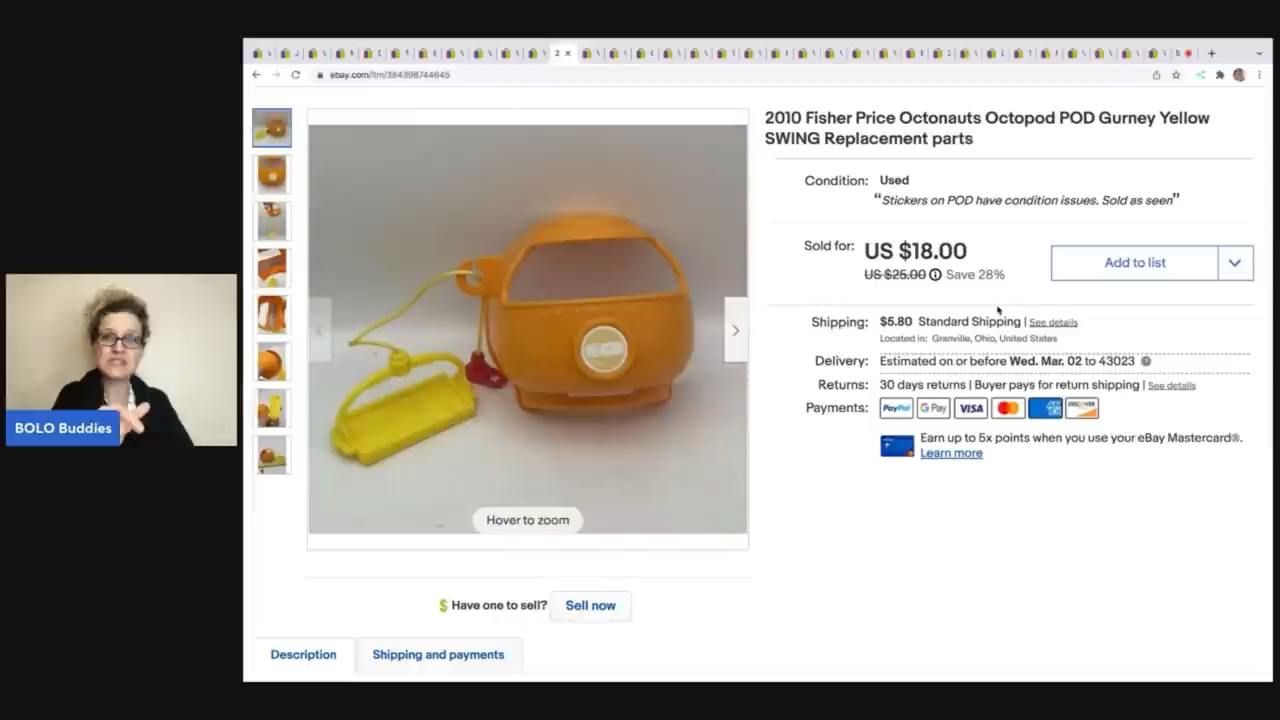 2
ebay.com/itm/384398744645
2010 Fisher Price Octonauts Octopod POD Gurney Yellow
SWING Replacement parts
Condition: Used
"Stickers on POD have condition issues. Sold as seen"
Sold for: US $18.00
US $25.00 Save 28%
Add to list
Shipping: $5.80 Standard Shipping | See details
Located in: Granville, Ohio, United States
Delivery: Estimated on or before Wed. Mar. 02 to 43023
Returns: 30 days returns | Buyer pays for return shipping | See details
Payments: PayPal G Pay VISA DISCOVER
Earn up to 5x points when you use your eBay Mastercard®.
Learn more
BOLO Buddies
Hover to zoom
$ Have one to sell? Sell now
Description
Shipping and payments